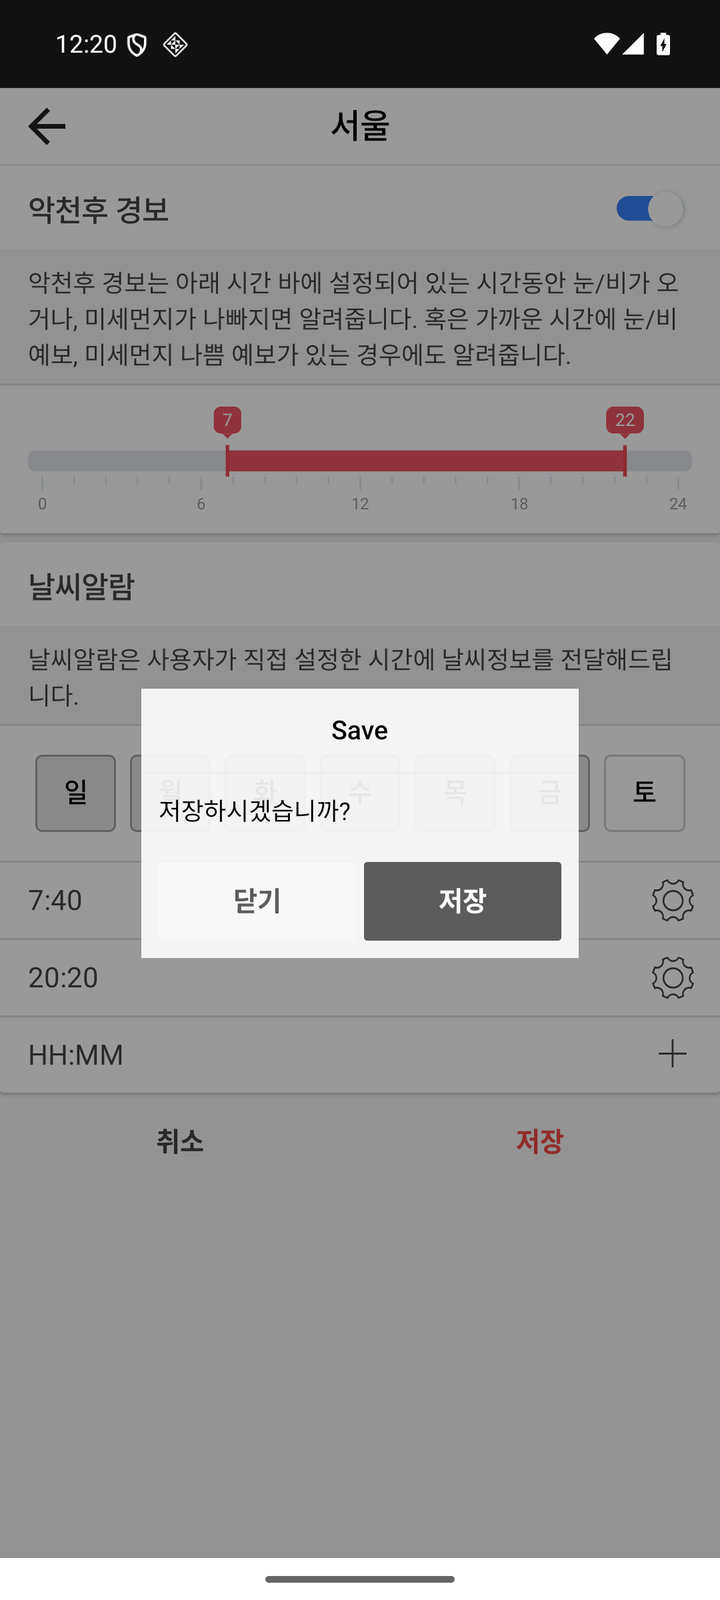 12:20
서울
악천후 경보
악천후 경보는 아래 시간 바에 설정되어 있는 시간동안 눈/비가 오
거나, 미세먼지가 나빠지면 알려줍니다. 혹은 가까운 시간에 눈/비
예보, 미세먼지 나쁨 예보가 있는 경우에도 알려줍니다.
7 22
0 6 12 18 24
날씨알람
날씨알람은 사용자가 직접 설정한 시간에 날씨정보를 전달해드립
니다.
Save
일 월 화 수 목 금 토
저장하시겠습니까?
닫기 저장
7:40
20:20
HH:MM
취소 저장